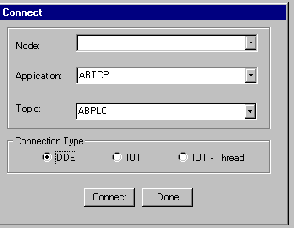 Connect
Node:
Application:
Topic: ABPLC
Connection Type
DDE
Connect Done